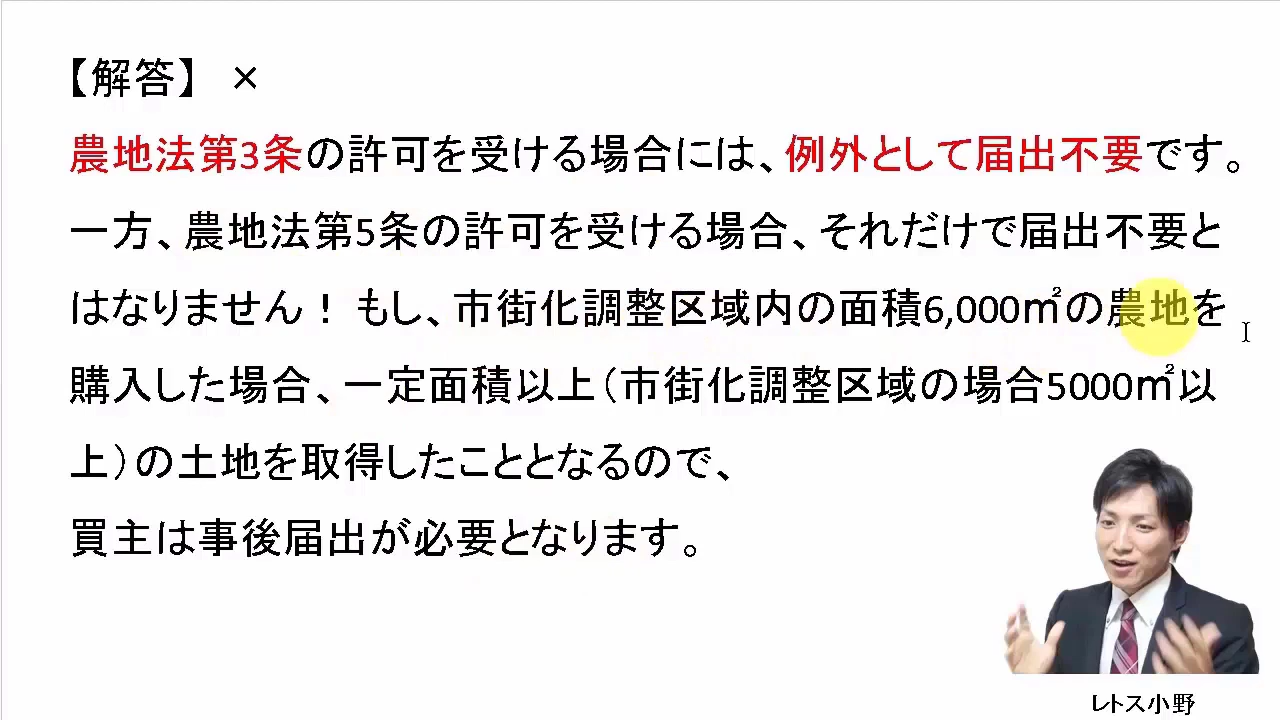 【解答】 ×
農地法第3条の許可を受ける場合には、例外として届出不要です。
一方、農地法第5条の許可を受ける場合、それだけで届出不要と
はなりません！ もし、市街化調整区域内の面積6,000㎡の農地を
購入した場合、一定面積以上（市街化調整区域の場合5000㎡以
上）の土地を取得したこととなるので、
買主は事後届出が必要となります。
レトス小野